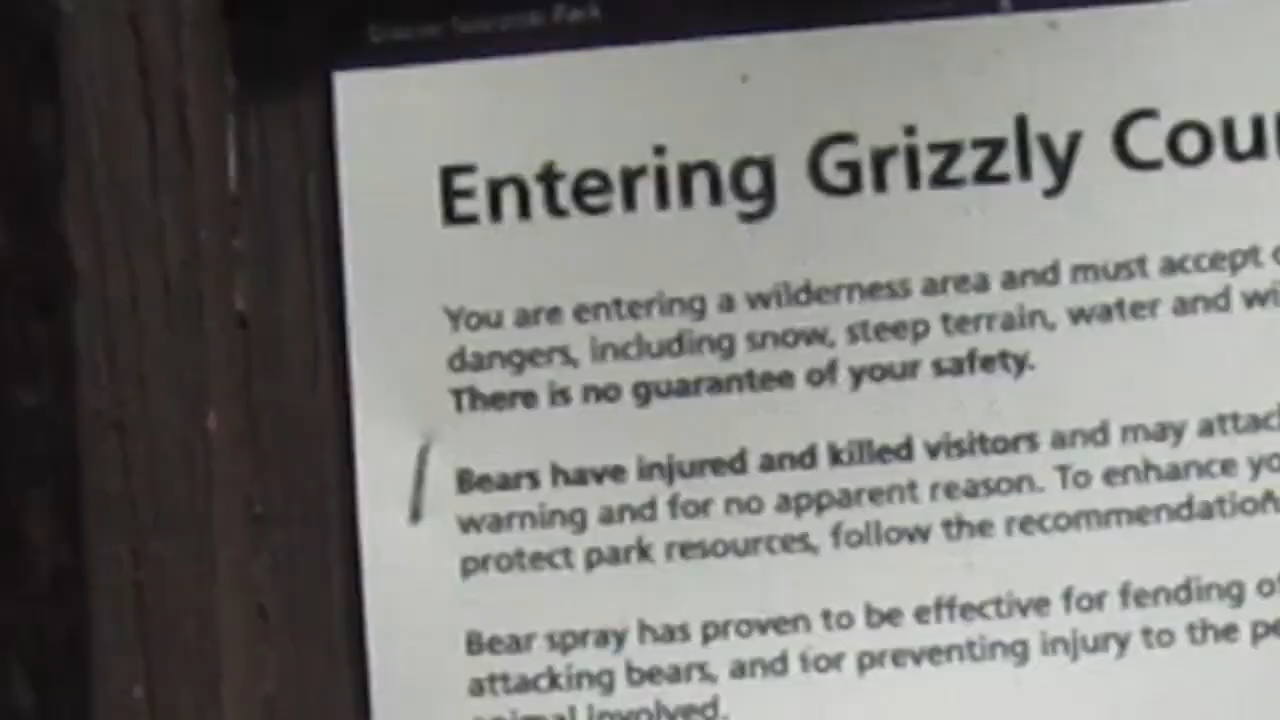 Entering Grizzly Cou
You are entering a wilderness area and must accept
dangers, including snow, steep terrain, water and wi
There is no guarantee of your safety.
Bears have injured and killed visitors and may attac
warning and for no apparent reason. To enhance yo
protect park resources, follow the recommendation
Bear spray has proven to be effective for fending of
attacking bears, and for preventing injury to the pe
animal involved.